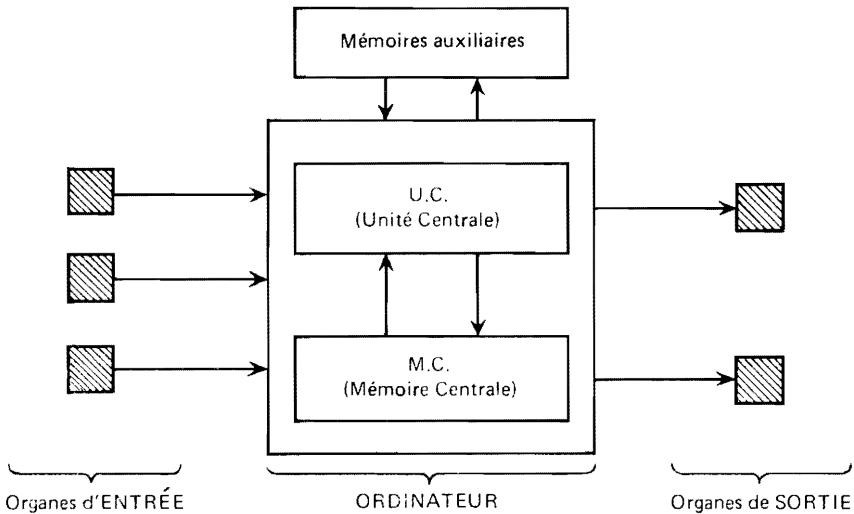 Mémoires auxiliaires
U.C.
(Unité Centrale)
M.C.
(Mémoire Centrale)
Organes d'ENTRÉE
ORDINATEUR
Organes de SORTIE